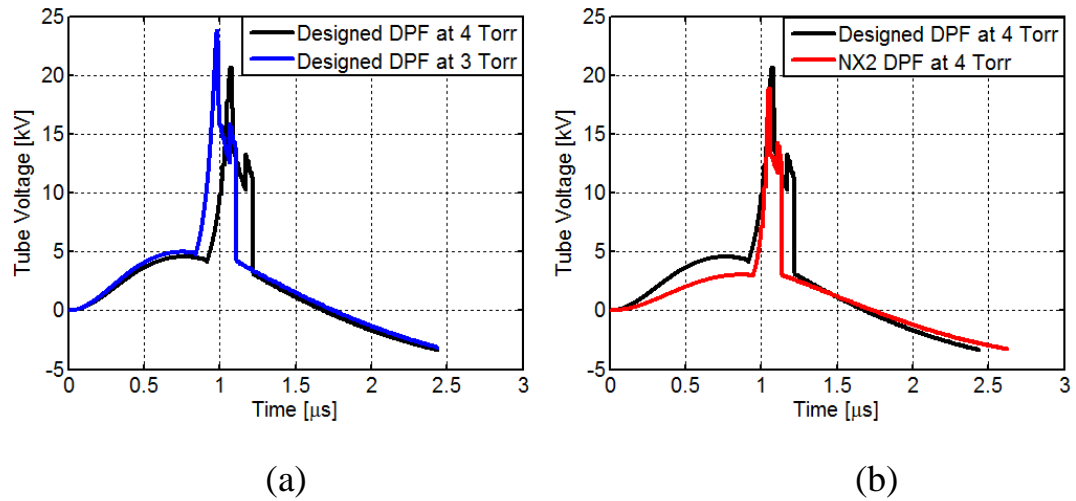 25
20
15
10
5
0
-5
Tube Voltage [kV]
Designed DPF at 4 Torr
Designed DPF at 3 Torr
0
0.5
1
1.5
2
2.5
3
Time [μs]
(a)
25
20
15
10
5
0
-5
Tube Voltage [kV]
Designed DPF at 4 Torr
NX2 DPF at 4 Torr
0
0.5
1
1.5
2
2.5
3
Time [μs]
(b)